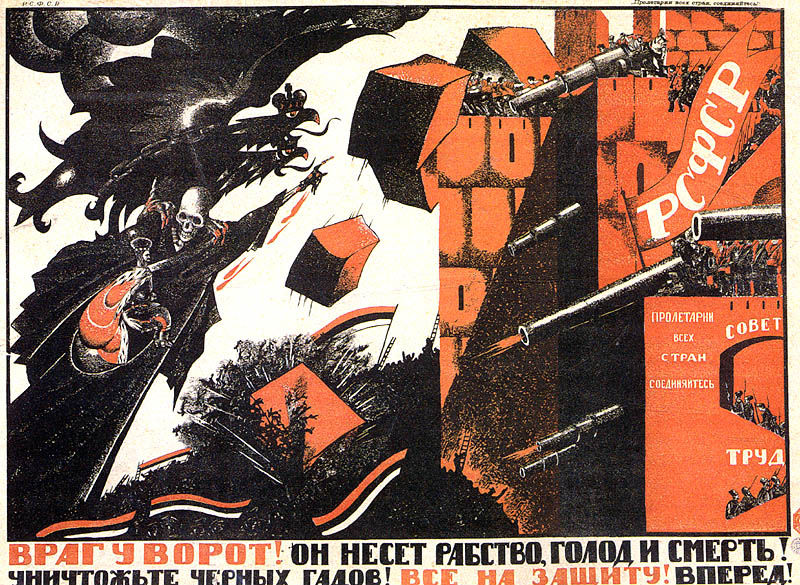 Р.С.Ф.С.Р
„Пролетарии всех стран, соединяйтесь!"
РСФСР
ПРОЛЕТАРИИ
ВСЕХ
СТРАН
СОЕДИНЯЙТЕСЬ
СОВЕТ
ТРУД
ВРАГ У ВОРОТ! ОН НЕСЕТ РАБСТВО, ГОЛОД И СМЕРТЬ!
УНИЧТОЖЬТЕ ЧЕРНЫХ ГАДОВ! ВСЕ НА ЗАЩИТУ! ВПЕРЕД!